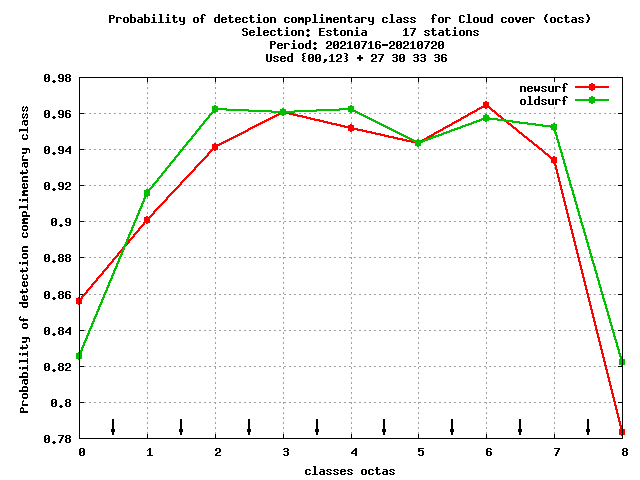 Probability of detection complimentary class  for Cloud cover (octas)
Selection: Estonia     17 stations
Period: 20210716-20210720
Used {00,12} + 27 30 33 36
newsurf
oldsurf
Probability of detection complimentary class
0.98
0.96
0.94
0.92
0.9
0.88
0.86
0.84
0.82
0.8
0.78
0 1 2 3 4 5 6 7 8
classes octas